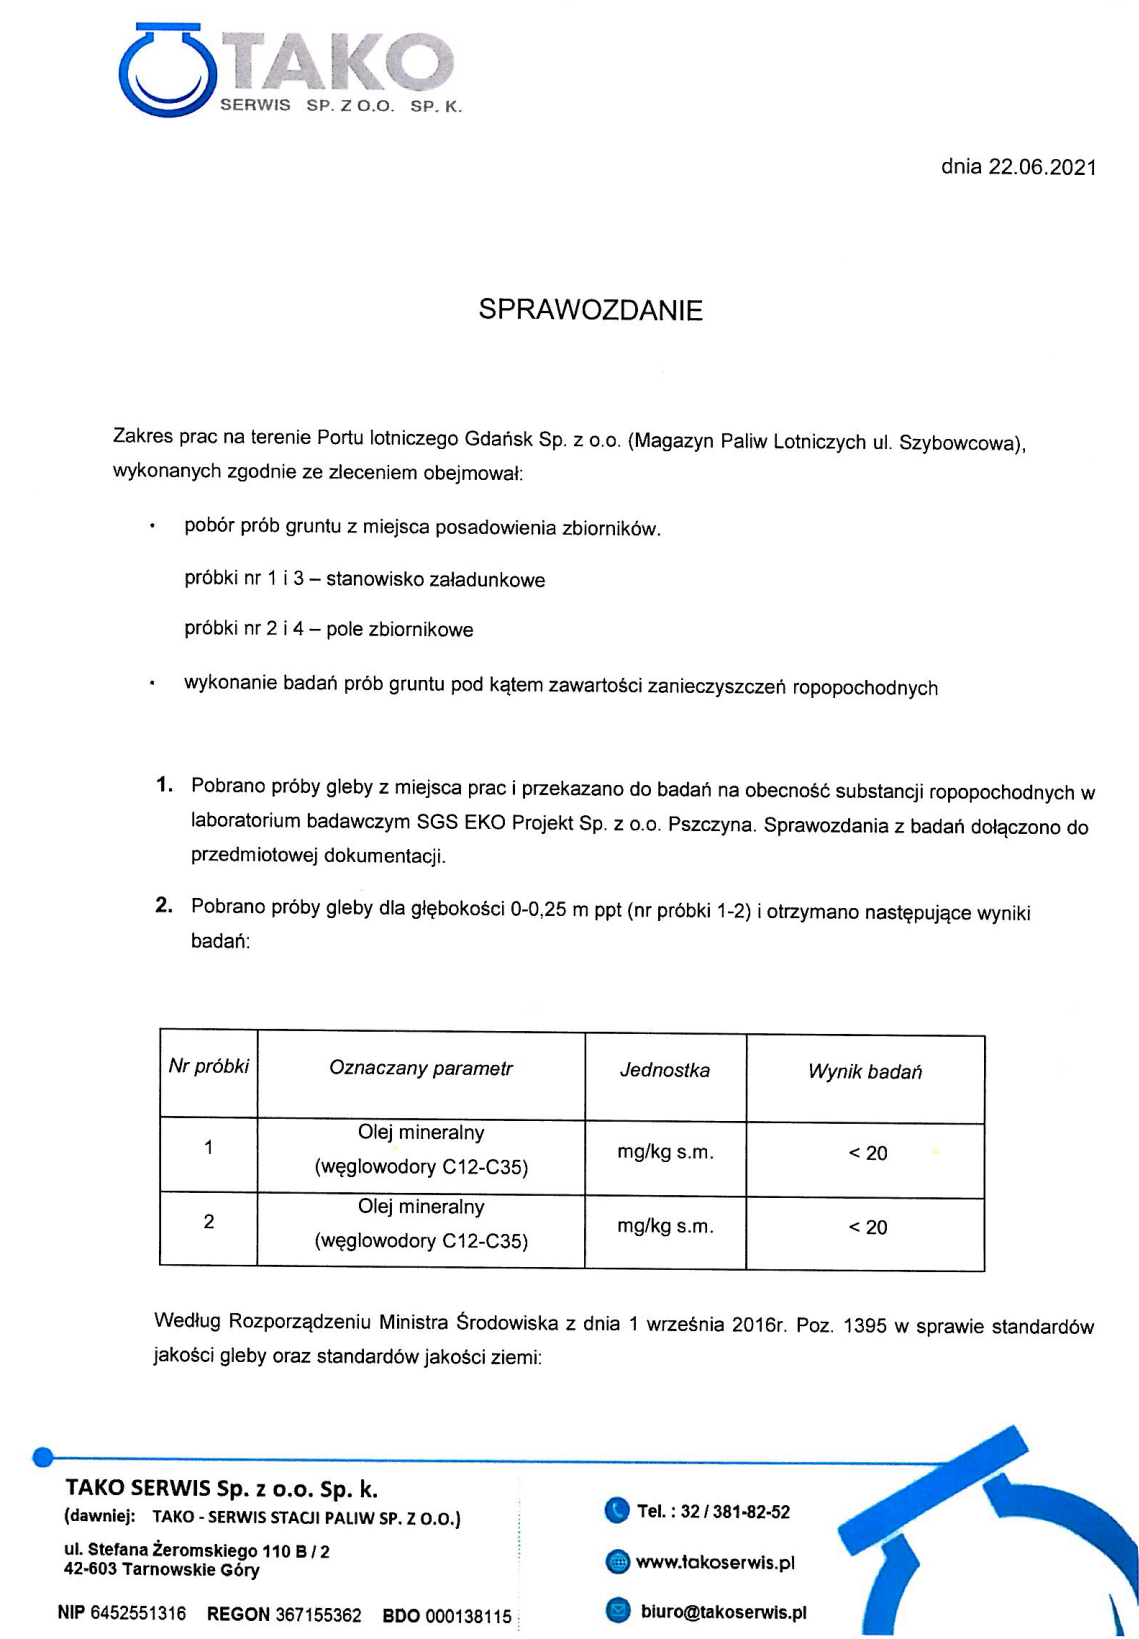 TAKO
SERWIS SP. Z O.O. SP. K.
dnia 22.06.2021
SPRAWOZDANIE
Zakres prac na terenie Portu lotniczego Gdańsk Sp. z o.o. (Magazyn Paliw Lotniczych ul. Szybowcowa),
wykonanych zgodnie ze zleceniem obejmował:
· pobór prób gruntu z miejsca posadowienia zbiorników.
próbki nr 1 i 3 – stanowisko załadunkowe
próbki nr 2 i 4 – pole zbiornikowe
· wykonanie badań prób gruntu pod kątem zawartości zanieczyszczeń ropopochodnych
1. Pobrano próby gleby z miejsca prac i przekazano do badań na obecność substancji ropopochodnych w
laboratorium badawczym SGS EKO Projekt Sp. z o.o. Pszczyna. Sprawozdania z badań dołączono do
przedmiotowej dokumentacji.
2. Pobrano próby gleby dla głębokości 0-0,25 m ppt (nr próbki 1-2) i otrzymano następujące wyniki
badań:
Nr próbki Oznaczany parametr Jednostka Wynik badań
1 Olej mineralny (węglowodory C12-C35) mg/kg s.m. < 20
2 Olej mineralny (węglowodory C12-C35) mg/kg s.m. < 20
Według Rozporządzeniu Ministra Środowiska z dnia 1 września 2016r. Poz. 1395 w sprawie standardów
jakości gleby oraz standardów jakości ziemi:
TAKO SERWIS Sp. z o.o. Sp. k.
(dawniej: TAKO - SERWIS STACJI PALIW SP. Z O.O.)
ul. Stefana Żeromskiego 110 B / 2
42-603 Tarnowskie Góry
NIP 6452551316 REGON 367155362 BDO 000138115
Tel. : 32 / 381-82-52
www.takoserwis.pl
biuro@takoserwis.pl